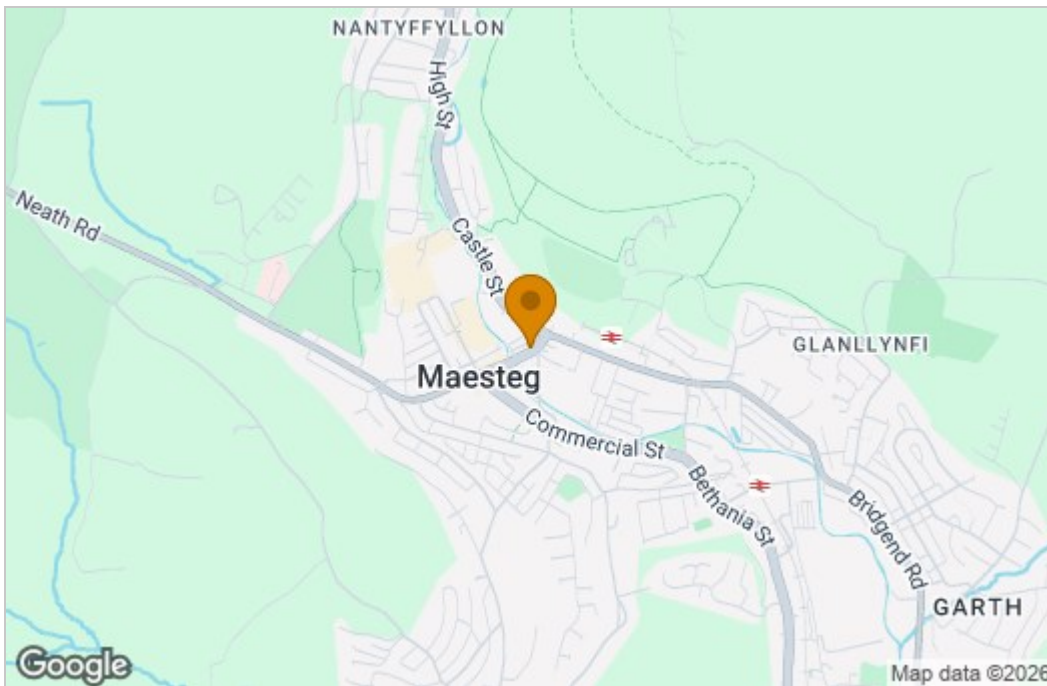 NANTYFFYLLON
High St
Neath Rd
Castle St
GLANLLYNFI
Maesteg
Commercial St
Bethania St
Bridgend Rd
GARTH
Google
Map data ©2026